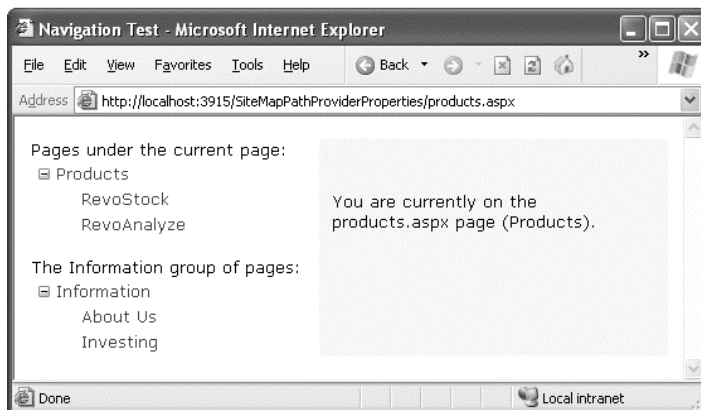 Navigation Test - Microsoft Internet Explorer
File Edit View Favorites Tools Help Back »
Address http://localhost:3915/SiteMapPathProviderProperties/products.aspx
Pages under the current page:
Products
RevoStock
RevoAnalyze
The Information group of pages:
Information
About Us
Investing
You are currently on the
products.aspx page (Products).
Done Local intranet